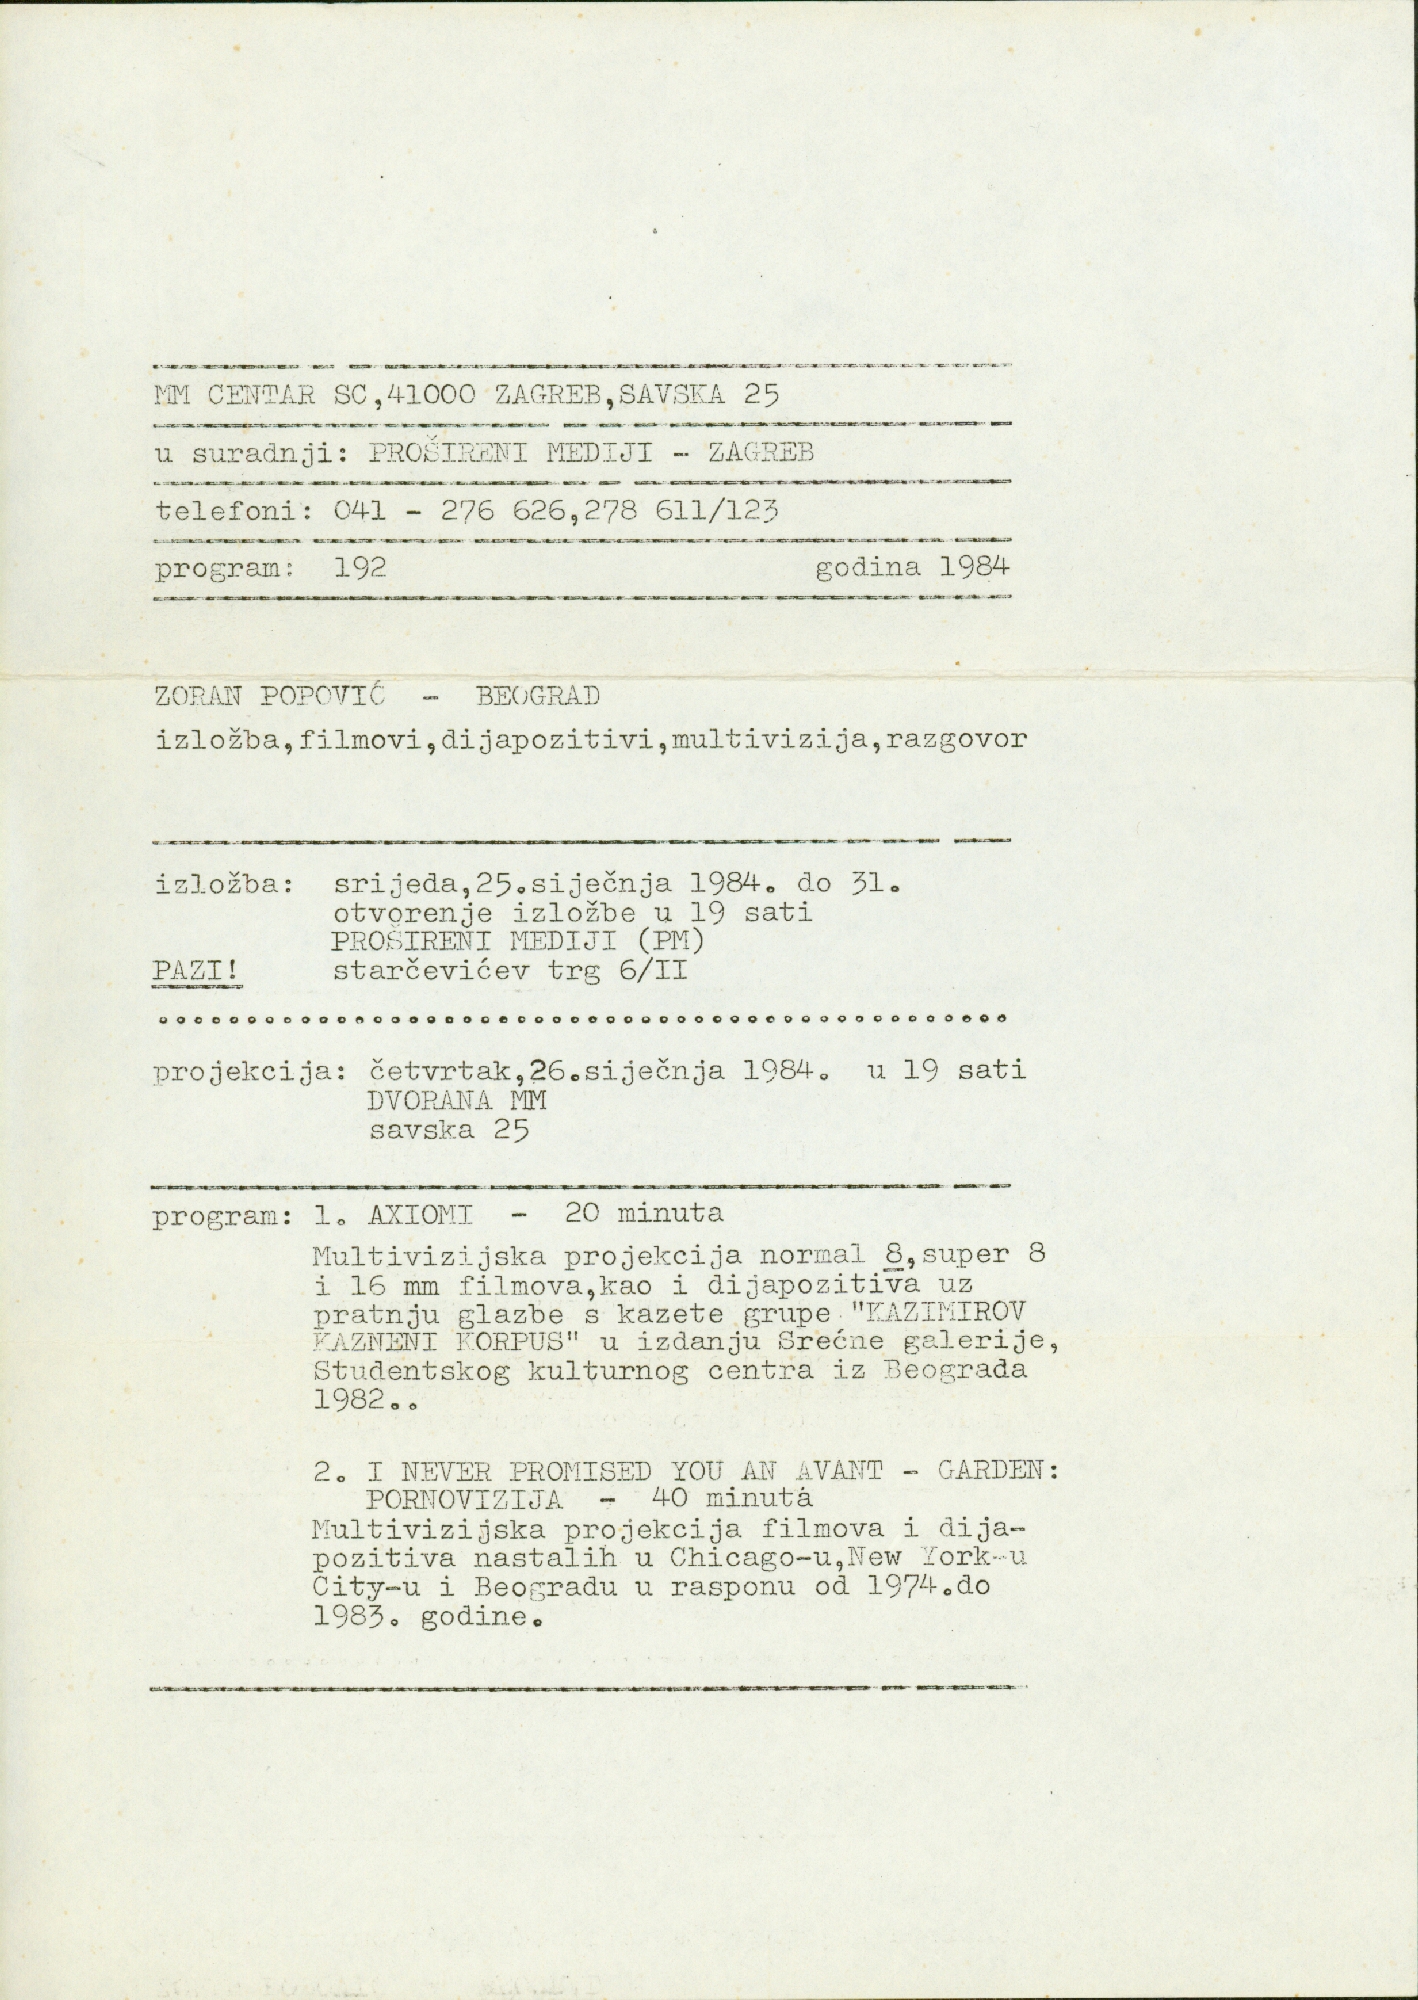 MM CENTAR SC,41000 ZAGREB,SAVSKA 25
u suradnji: PROŠIRENI MEDIJI - ZAGREB
telefoni: 041 - 276 626,278 611/123
program: 192 godina 1984
ZORAN POPOVIĆ - BEOGRAD
izložba,filmovi,dijapozitivi,multivizija,razgovor
izložba: srijeda,25.siječnja 1984. do 31.
otvorenje izložbe u 19 sati
PROŠIRENI MEDIJI (PM)
PAZI! starčevićev trg 6/II
projekcija: četvrtak,26.siječnja 1984. u 19 sati
DVORANA MM
savska 25
program: 1. AXIOMI - 20 minuta
Multivizijska projekcija normal 8,super 8
i 16 mm filmova,kao i dijapozitiva uz
pratnju glazbe s kazete grupe "KAZIMIROV
KAZNENI KORPUS" u izdanju Srećne galerije,
Studentskog kulturnog centra iz Beograda
1982..
2. I NEVER PROMISED YOU AN AVANT - GARDEN:
PORNOVIZIJA - 40 minuta
Multivizijska projekcija filmova i dija-
pozitiva nastalih u Chicago-u,New York-u
City-u i Beogradu u rasponu od 1974.do
1983. godine.